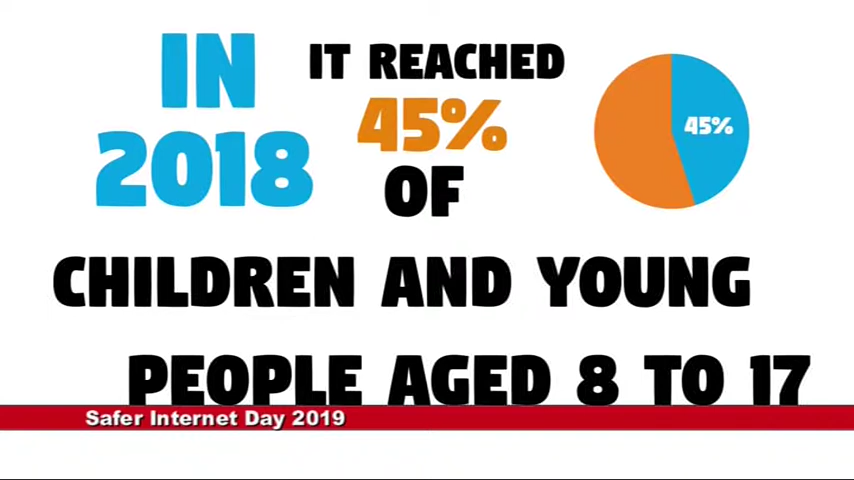 IN
2018
IT REACHED
45%
OF
45%
CHILDREN AND YOUNG
PEOPLE AGED 8 TO 17
Safer Internet Day 2019